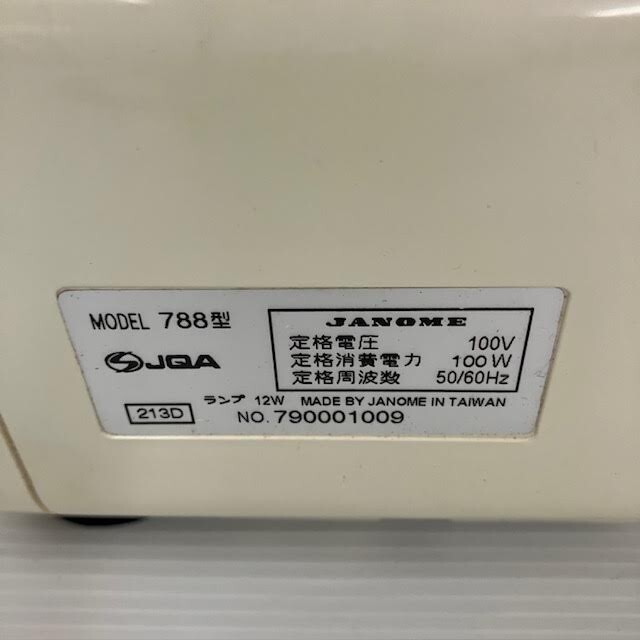 MODEL 788型
JQA
213D
JANOME
定格電圧 100V
定格消費電力 100W
定格周波数 50/60Hz
ランプ 12W MADE BY JANOME IN TAIWAN
NO. 790001009